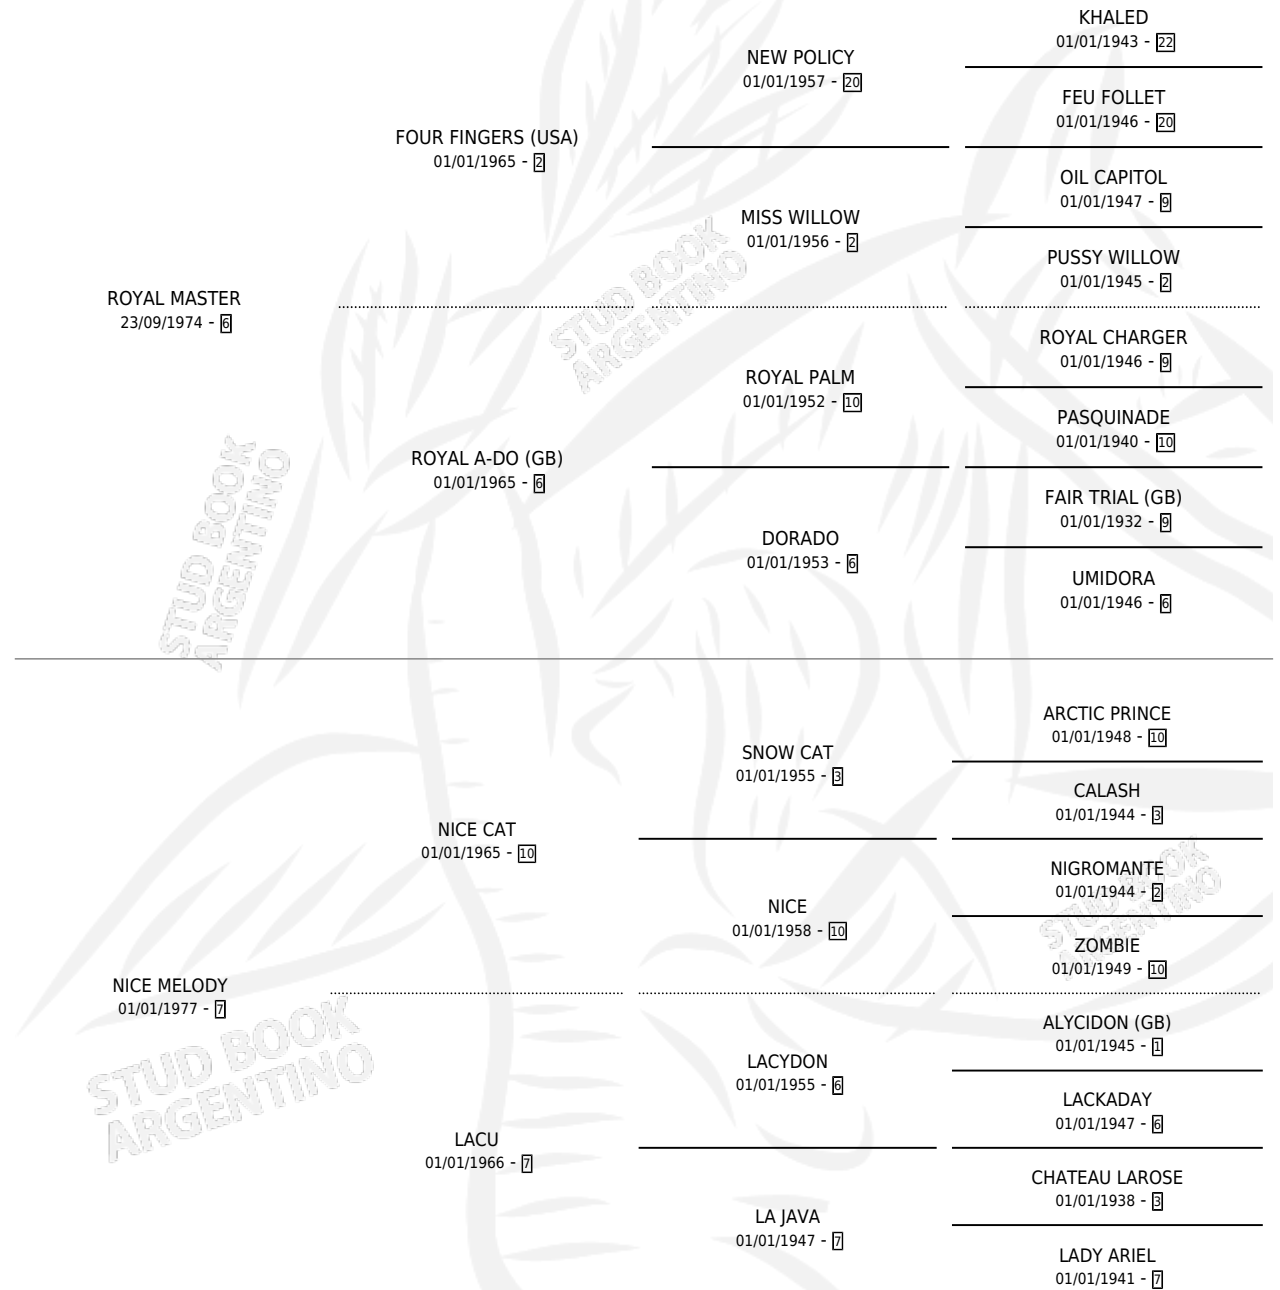 KHALED
01/01/1943 - 22
NEW POLICY
01/01/1957 - 20
FEU FOLLET
01/01/1946 - 20
FOUR FINGERS (USA)
01/01/1965 - 2
OIL CAPITOL
01/01/1947 - 9
MISS WILLOW
01/01/1956 - 2
PUSSY WILLOW
01/01/1945 - 2
ROYAL MASTER
23/09/1974 - 6
ROYAL CHARGER
01/01/1946 - 9
ROYAL PALM
01/01/1952 - 10
PASQUINADE
01/01/1940 - 10
ROYAL A-DO (GB)
01/01/1965 - 6
FAIR TRIAL (GB)
01/01/1932 - 9
DORADO
01/01/1953 - 6
UMIDORA
01/01/1946 - 6
ARCTIC PRINCE
01/01/1948 - 10
SNOW CAT
01/01/1955 - 3
CALASH
01/01/1944 - 3
NICE CAT
01/01/1965 - 10
NIGROMANTE
01/01/1944 - 2
NICE
01/01/1958 - 10
ZOMBIE
01/01/1949 - 10
NICE MELODY
01/01/1977 - 7
ALYCIDON (GB)
01/01/1945 - 1
LACYDON
01/01/1955 - 6
LACKADAY
01/01/1947 - 6
LACU
01/01/1966 - 7
CHATEAU LAROSE
01/01/1938 - 3
LA JAVA
01/01/1947 - 7
LADY ARIEL
01/01/1941 - 7
STUD BOOK
ARGENTINO
STUD BOOK
ARGENTINO
STUD BOOK
ARGENTINO
STUD BOOK
ARGENTINO